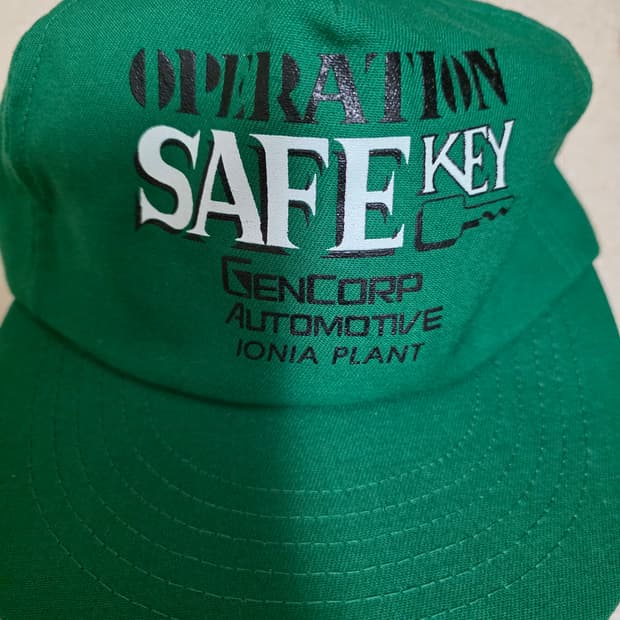 OPERATION
SAFE KEY
GENCORP
AUTOMOTIVE
IONIA PLANT